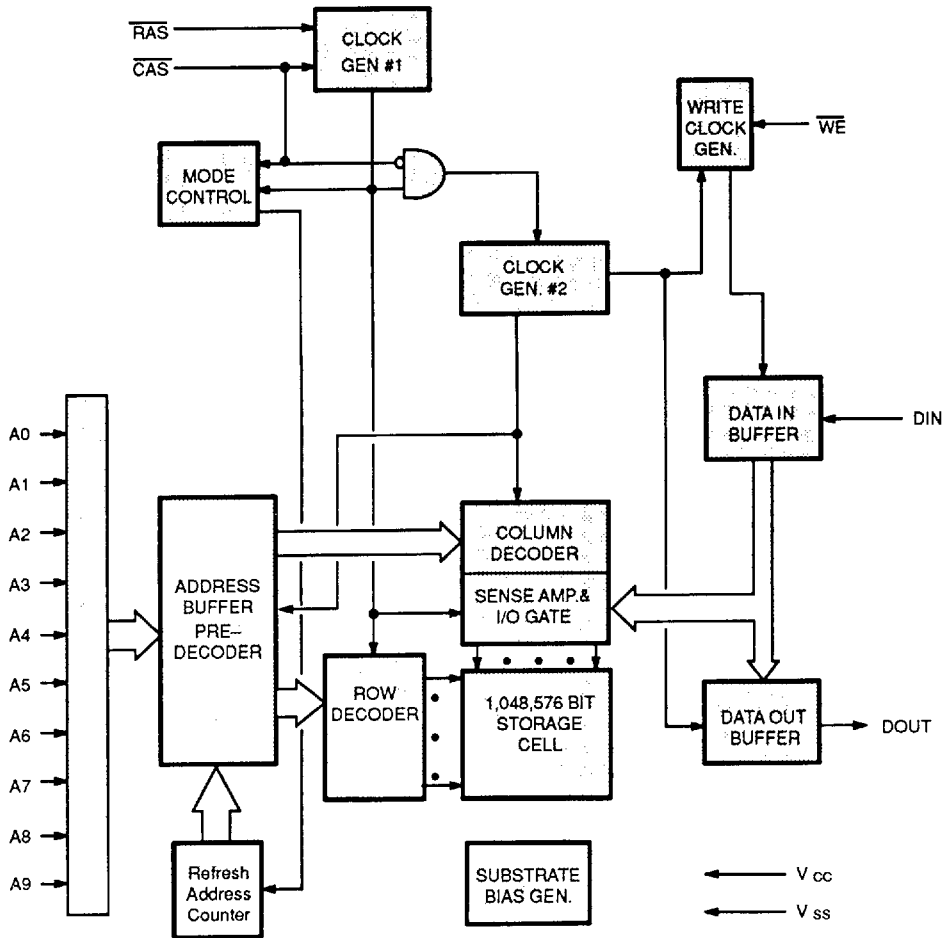 RAS
CAS
CLOCK
GEN #1
WRITE
CLOCK
GEN.
WE
MODE
CONTROL
CLOCK
GEN. #2
DATA IN
BUFFER
DIN
A0
A1
A2
A3
A4
A5
A6
A7
A8
A9
ADDRESS
BUFFER
PRE–
DECODER
COLUMN
DECODER
SENSE AMP.&
I/O GATE
ROW
DECODER
1,048,576 BIT
STORAGE
CELL
DATA OUT
BUFFER
DOUT
Refresh
Address
Counter
SUBSTRATE
BIAS GEN.
V CC
V SS